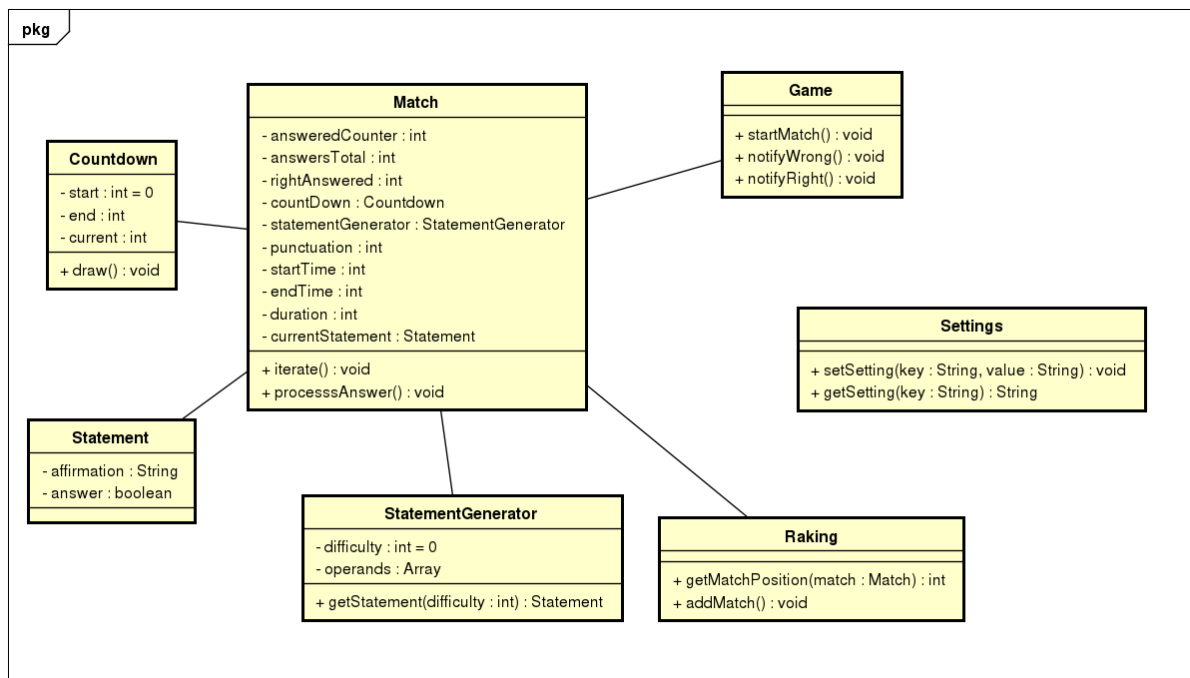 pkg
Match
- answeredCounter : int
- answersTotal : int
- rightAnswered : int
- countDown : Countdown
- statementGenerator : StatementGenerator
- punctuation : int
- startTime : int
- endTime : int
- duration : int
- currentStatement : Statement
+ iterate() : void
+ processsAnswer() : void
Game
+ startMatch() : void
+ notifyWrong() : void
+ notifyRight() : void
Countdown
- start : int = 0
- end : int
- current : int
+ draw() : void
Settings
+ setSetting(key : String, value : String) : void
+ getSetting(key : String) : String
Statement
- affirmation : String
- answer : boolean
StatementGenerator
- difficulty : int = 0
- operands : Array
+ getStatement(difficulty : int) : Statement
Raking
+ getMatchPosition(match : Match) : int
+ addMatch() : void